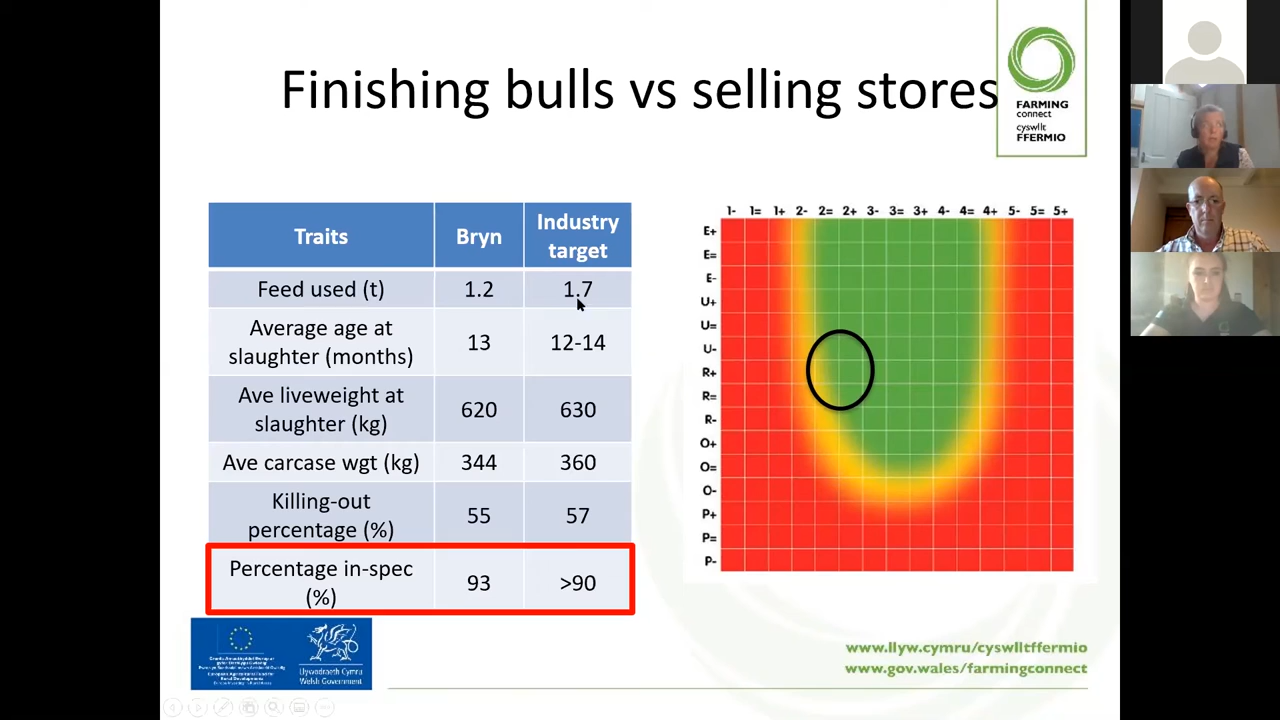 Finishing bulls vs selling stores
FARMING
connect
cyswllt
FFERMIO
Traits
Bryn
Industry
target
Feed used (t)
1.2
1.7
Average age at
slaughter (months)
13
12-14
Ave liveweight at
slaughter (kg)
620
630
Ave carcase wgt (kg)
344
360
Killing-out
percentage (%)
55
57
Percentage in-spec
(%)
93
>90
1- 1= 1+ 2- 2= 2+ 3- 3= 3+ 4- 4= 4+ 5- 5= 5+
E+
E=
E-
U+
U=
U-
R+
R=
R-
O+
O=
O-
P+
P=
P-
Llywodraeth Cymru
Welsh Government
www.llyw.cymru/cyswlltffermio
www.gov.wales/farmingconnect